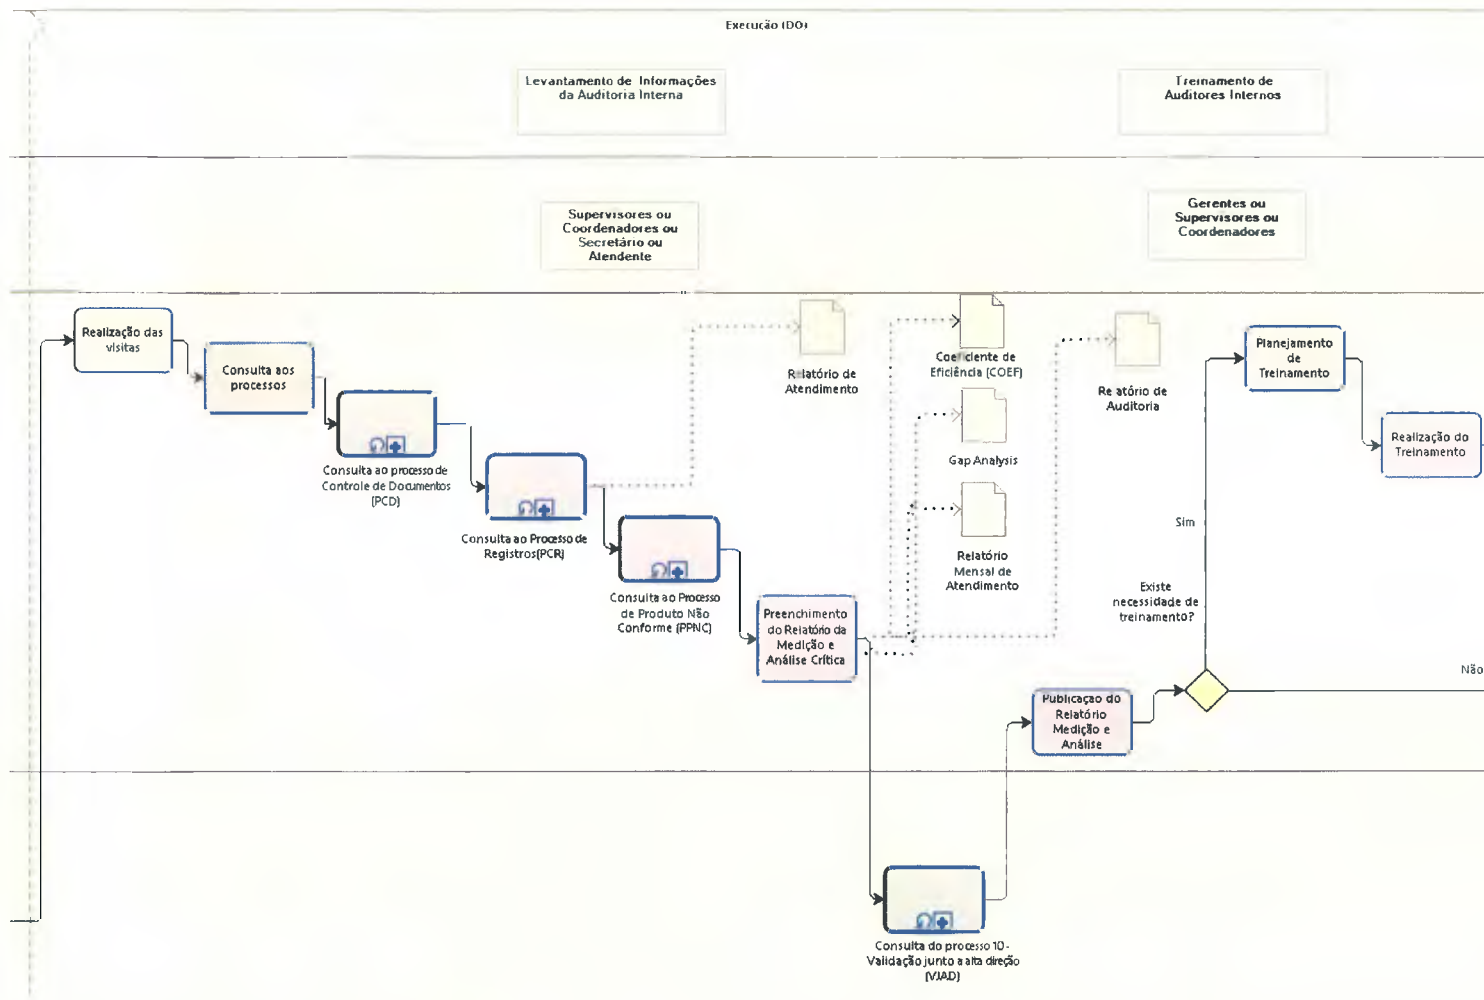 Execução (DO)
Levantamento de Informações
da Auditoria Interna
Treinamento de
Auditores Internos
Supervisores ou
Coordenadores ou
Secretário ou
Atendente
Gerentes ou
Supervisores ou
Coordenadores
Realização das
visitas
Consulta aos
processos
Consulta ao processo de
Controle de Documentos
(PCD)
Consulta ao Processo de
Registros(PCR)
Consulta ao Processo
de Produto Não
Conforme (PPNC)
Preenchimento
do Relatório da
Medição e
Análise Crítica
Relatório de
Atendimento
Coeficiente de
Eficiência (COEF)
Gap Analysis
Relatório
Mensal de
Atendimento
Relatório de
Auditoria
Consulta do processo 10-
Validação junto a alta direção
(VJAD)
Publicação do
Relatório
Medição e
Análise
Existe
necessidade de
treinamento?
Sim
Não
Planejamento
de
Treinamento
Realização do
Treinamento